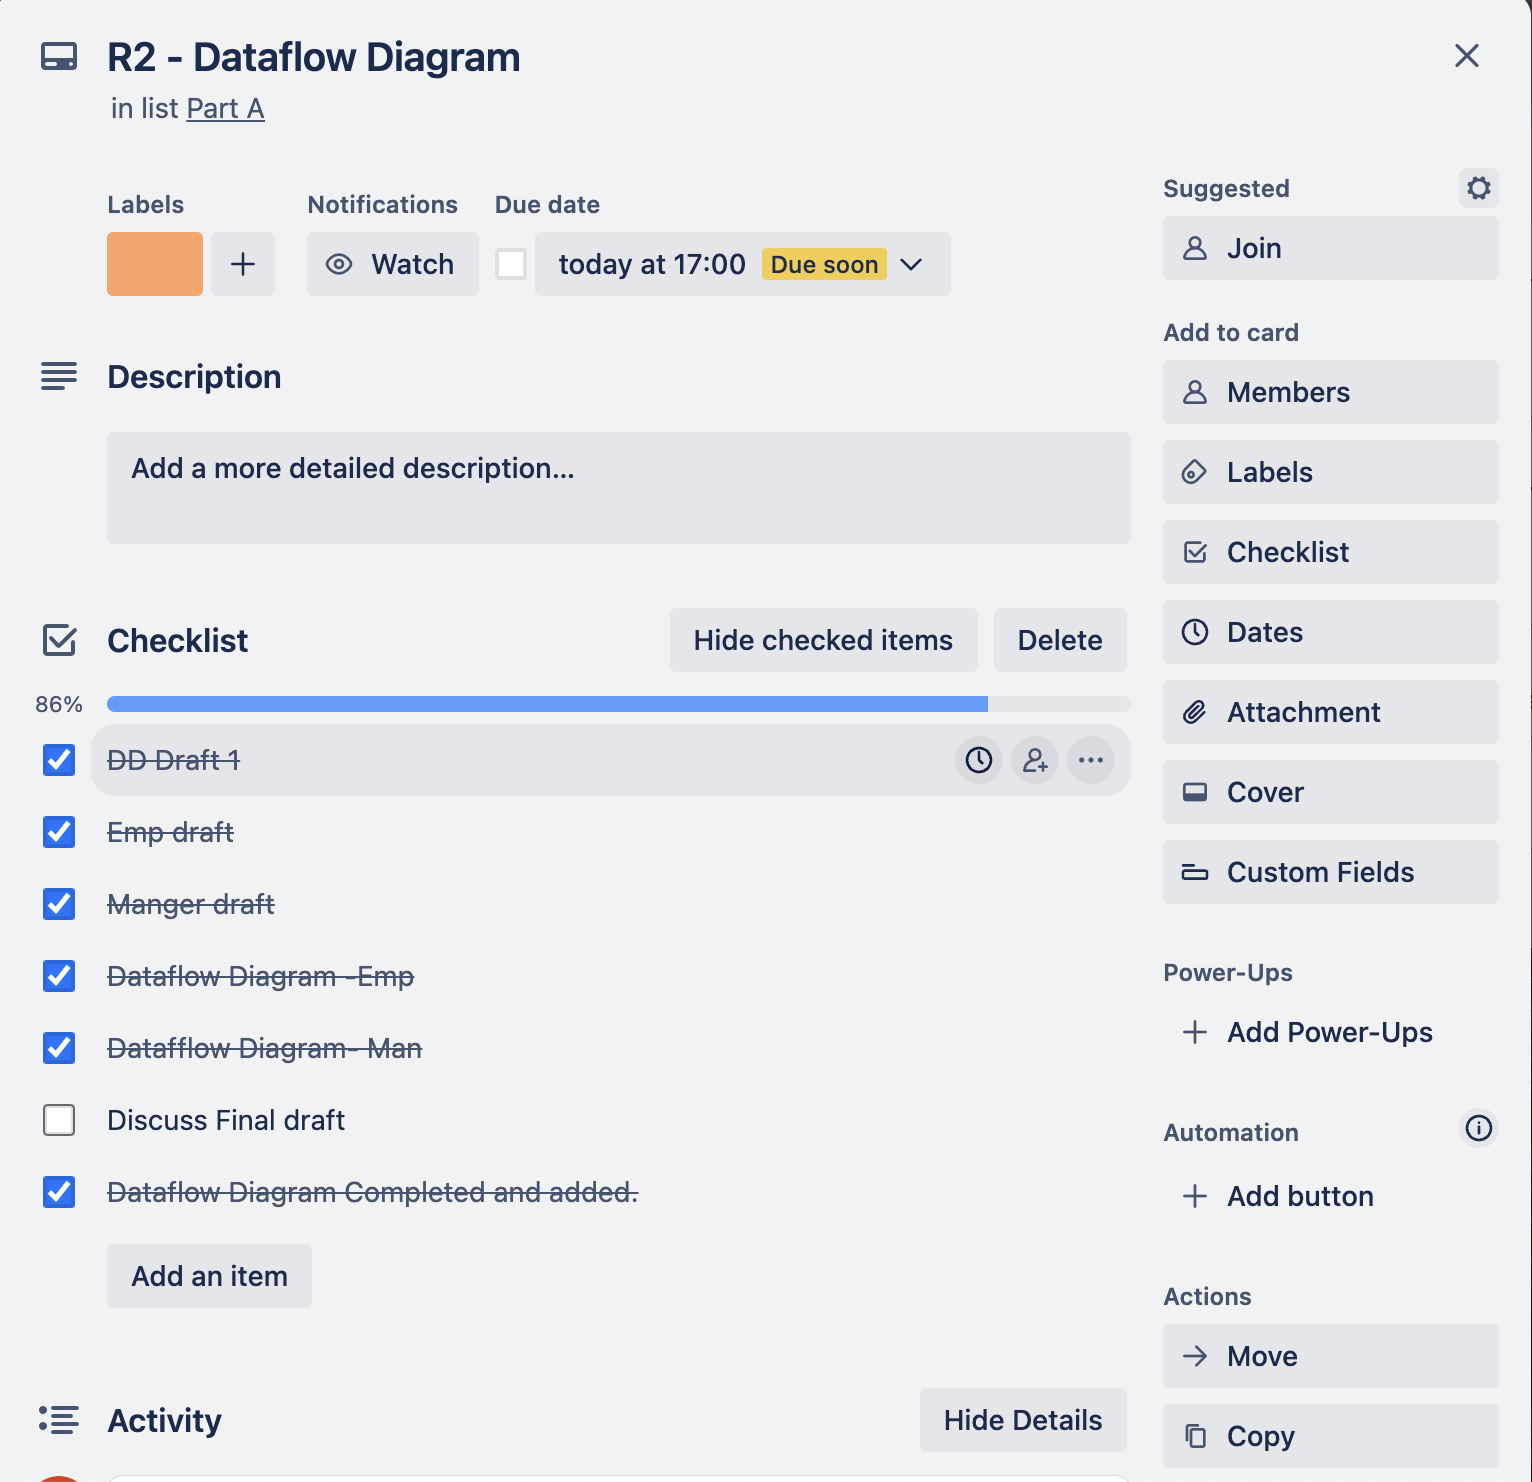 R2 - Dataflow Diagram
in list Part A
Labels
Notifications
Due date
Watch
today at 17:00 Due soon
Description
Add a more detailed description...
Checklist
Hide checked items
Delete
86%
DD Draft 1
Emp draft
Manger draft
Dataflow Diagram -Emp
Datafflow Diagram- Man
Discuss Final draft
Dataflow Diagram Completed and added.
Add an item
Activity
Hide Details
Suggested
Join
Add to card
Members
Labels
Checklist
Dates
Attachment
Cover
Custom Fields
Power-Ups
Add Power-Ups
Automation
Add button
Actions
Move
Copy